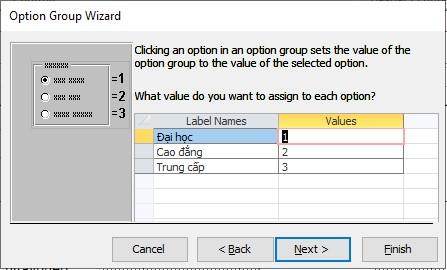 Option Group Wizard
Clicking an option in an option group sets the value of the
option group to the value of the selected option.
What value do you want to assign to each option?
xxxxxx
xxx xxxx =1
xxx xxx =2
xxxx xxxxx =3
Label Names Values
Đại học 1
Cao đẳng 2
Trung cấp 3
Cancel < Back Next > Finish